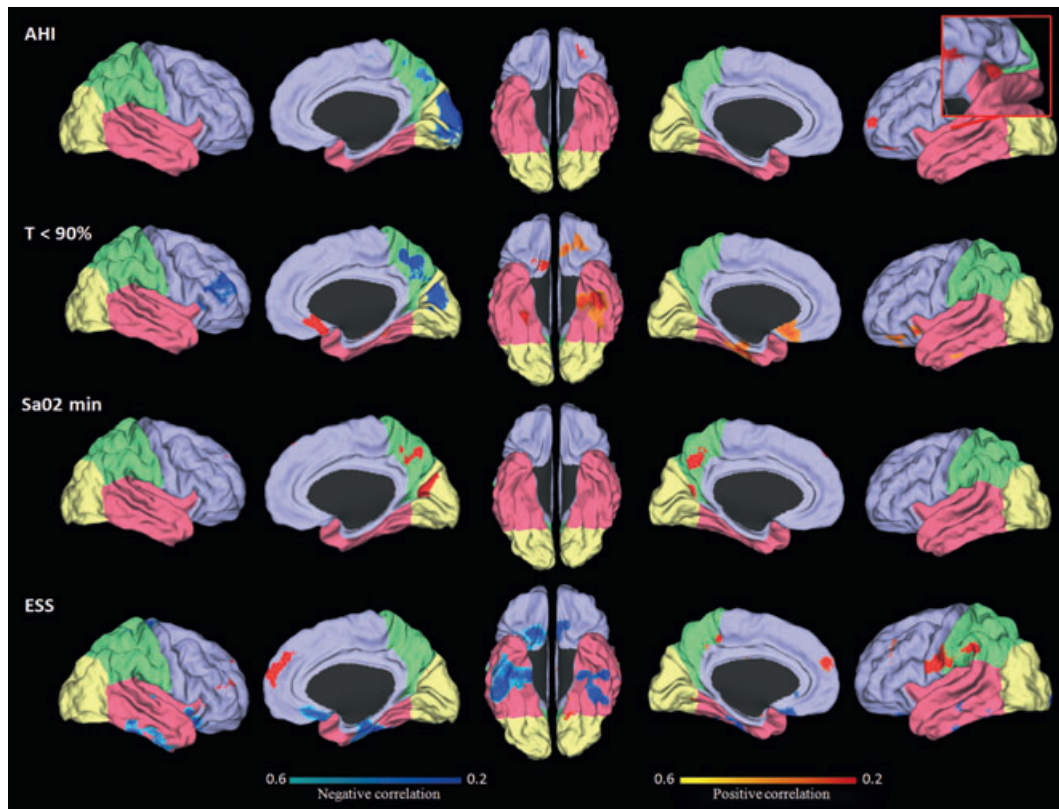 AHI
T < 90%
Sa02 min
ESS
0.6 0.2
Negative correlation
0.6 0.2
Positive correlation